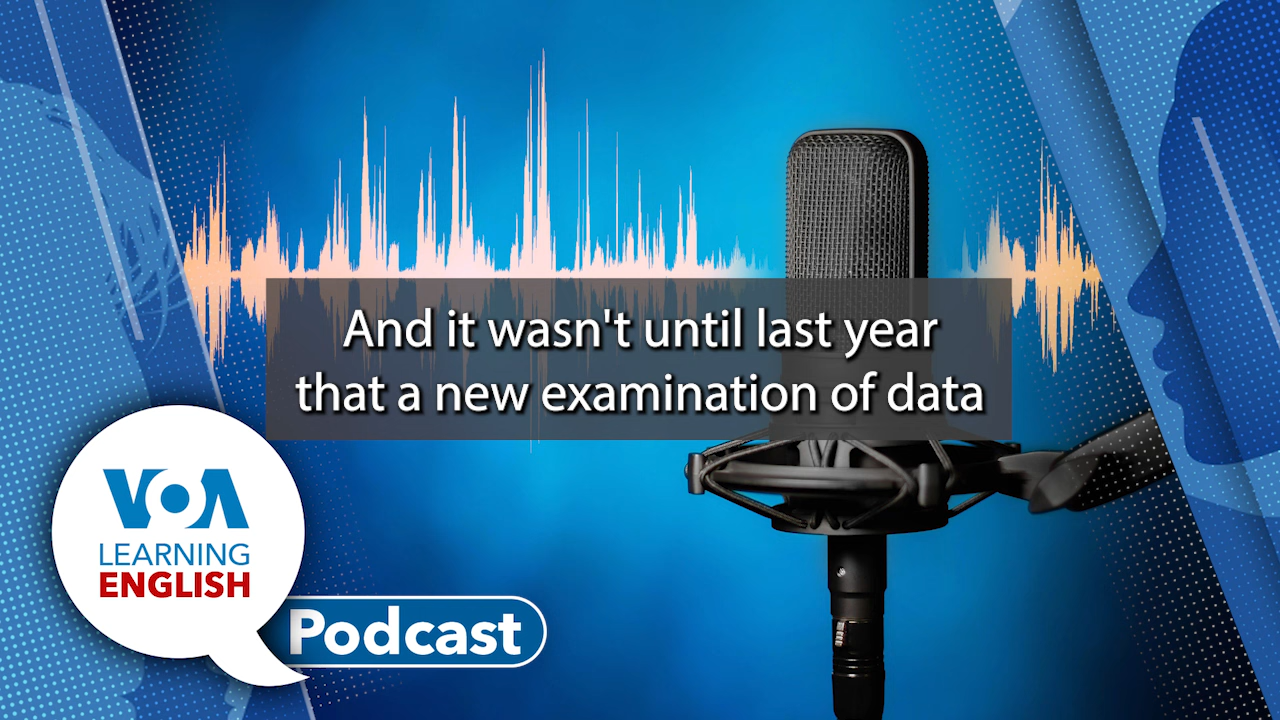 And it wasn't until last year
that a new examination of data
VOA
LEARNING
ENGLISH
Podcast